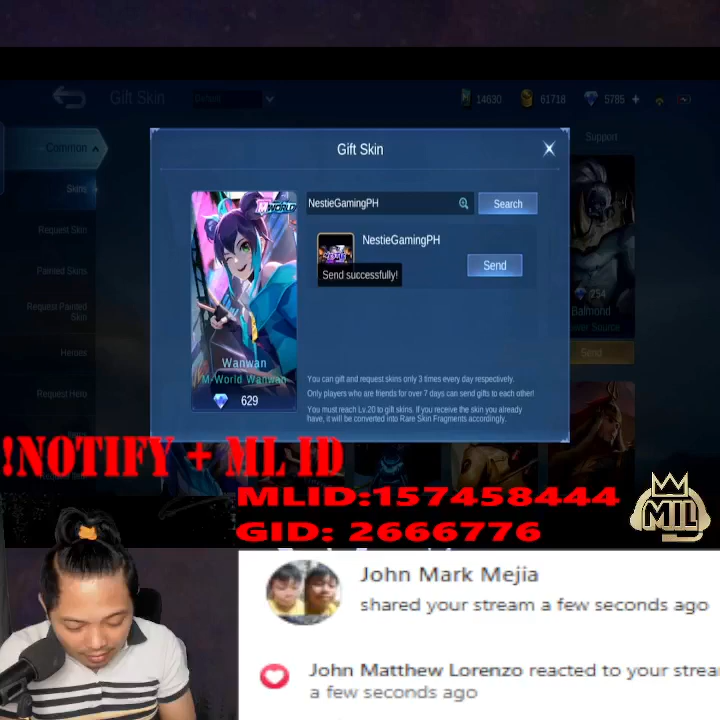 Gift Skin
14630
61718
5785 +
Common
Support
Skins
Request Skin
Painted Skins
Request Painted
Skin
Heroes
Request Hero
254
Balmond
Send
Gift Skin
NestieGamingPH
Search
NestieGamingPH
Send successfully!
Send
WORLD
Wanwan
M-World Wanwan
629
You can gift and request skins only 3 times every day respectively.
Only players who are friends for over 7 days can send gifts to each other!
You must reach Lv.20 to gift skins. If you receive the skin you already
have, it will be converted into Rare Skin Fragments accordingly.
!NOTIFY + ML ID
MLID:157458444
GID: 2666776
MIL
John Mark Mejia
shared your stream a few seconds ago
John Matthew Lorenzo reacted to your strea
a few seconds ago